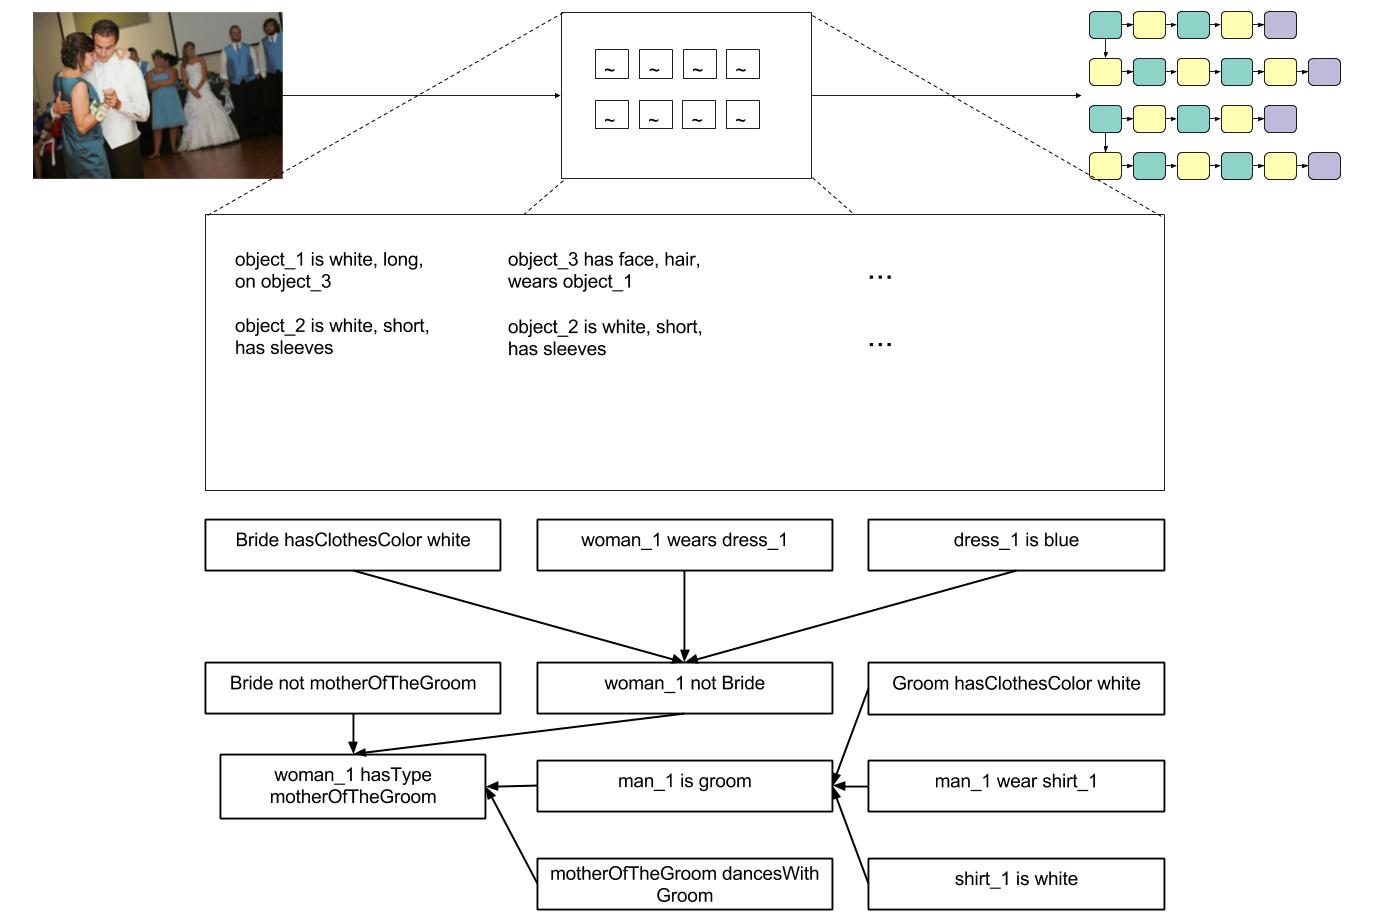 ~ ~ ~ ~
~ ~ ~ ~
object_1 is white, long,
on object_3
object_2 is white, short,
has sleeves
object_3 has face, hair,
wears object_1
object_2 is white, short,
has sleeves
...
...
Bride hasClothesColor white
woman_1 wears dress_1
dress_1 is blue
Bride not motherOfTheGroom
woman_1 not Bride
Groom hasClothesColor white
woman_1 hasType
motherOfTheGroom
man_1 is groom
man_1 wear shirt_1
motherOfTheGroom dancesWith
Groom
shirt_1 is white